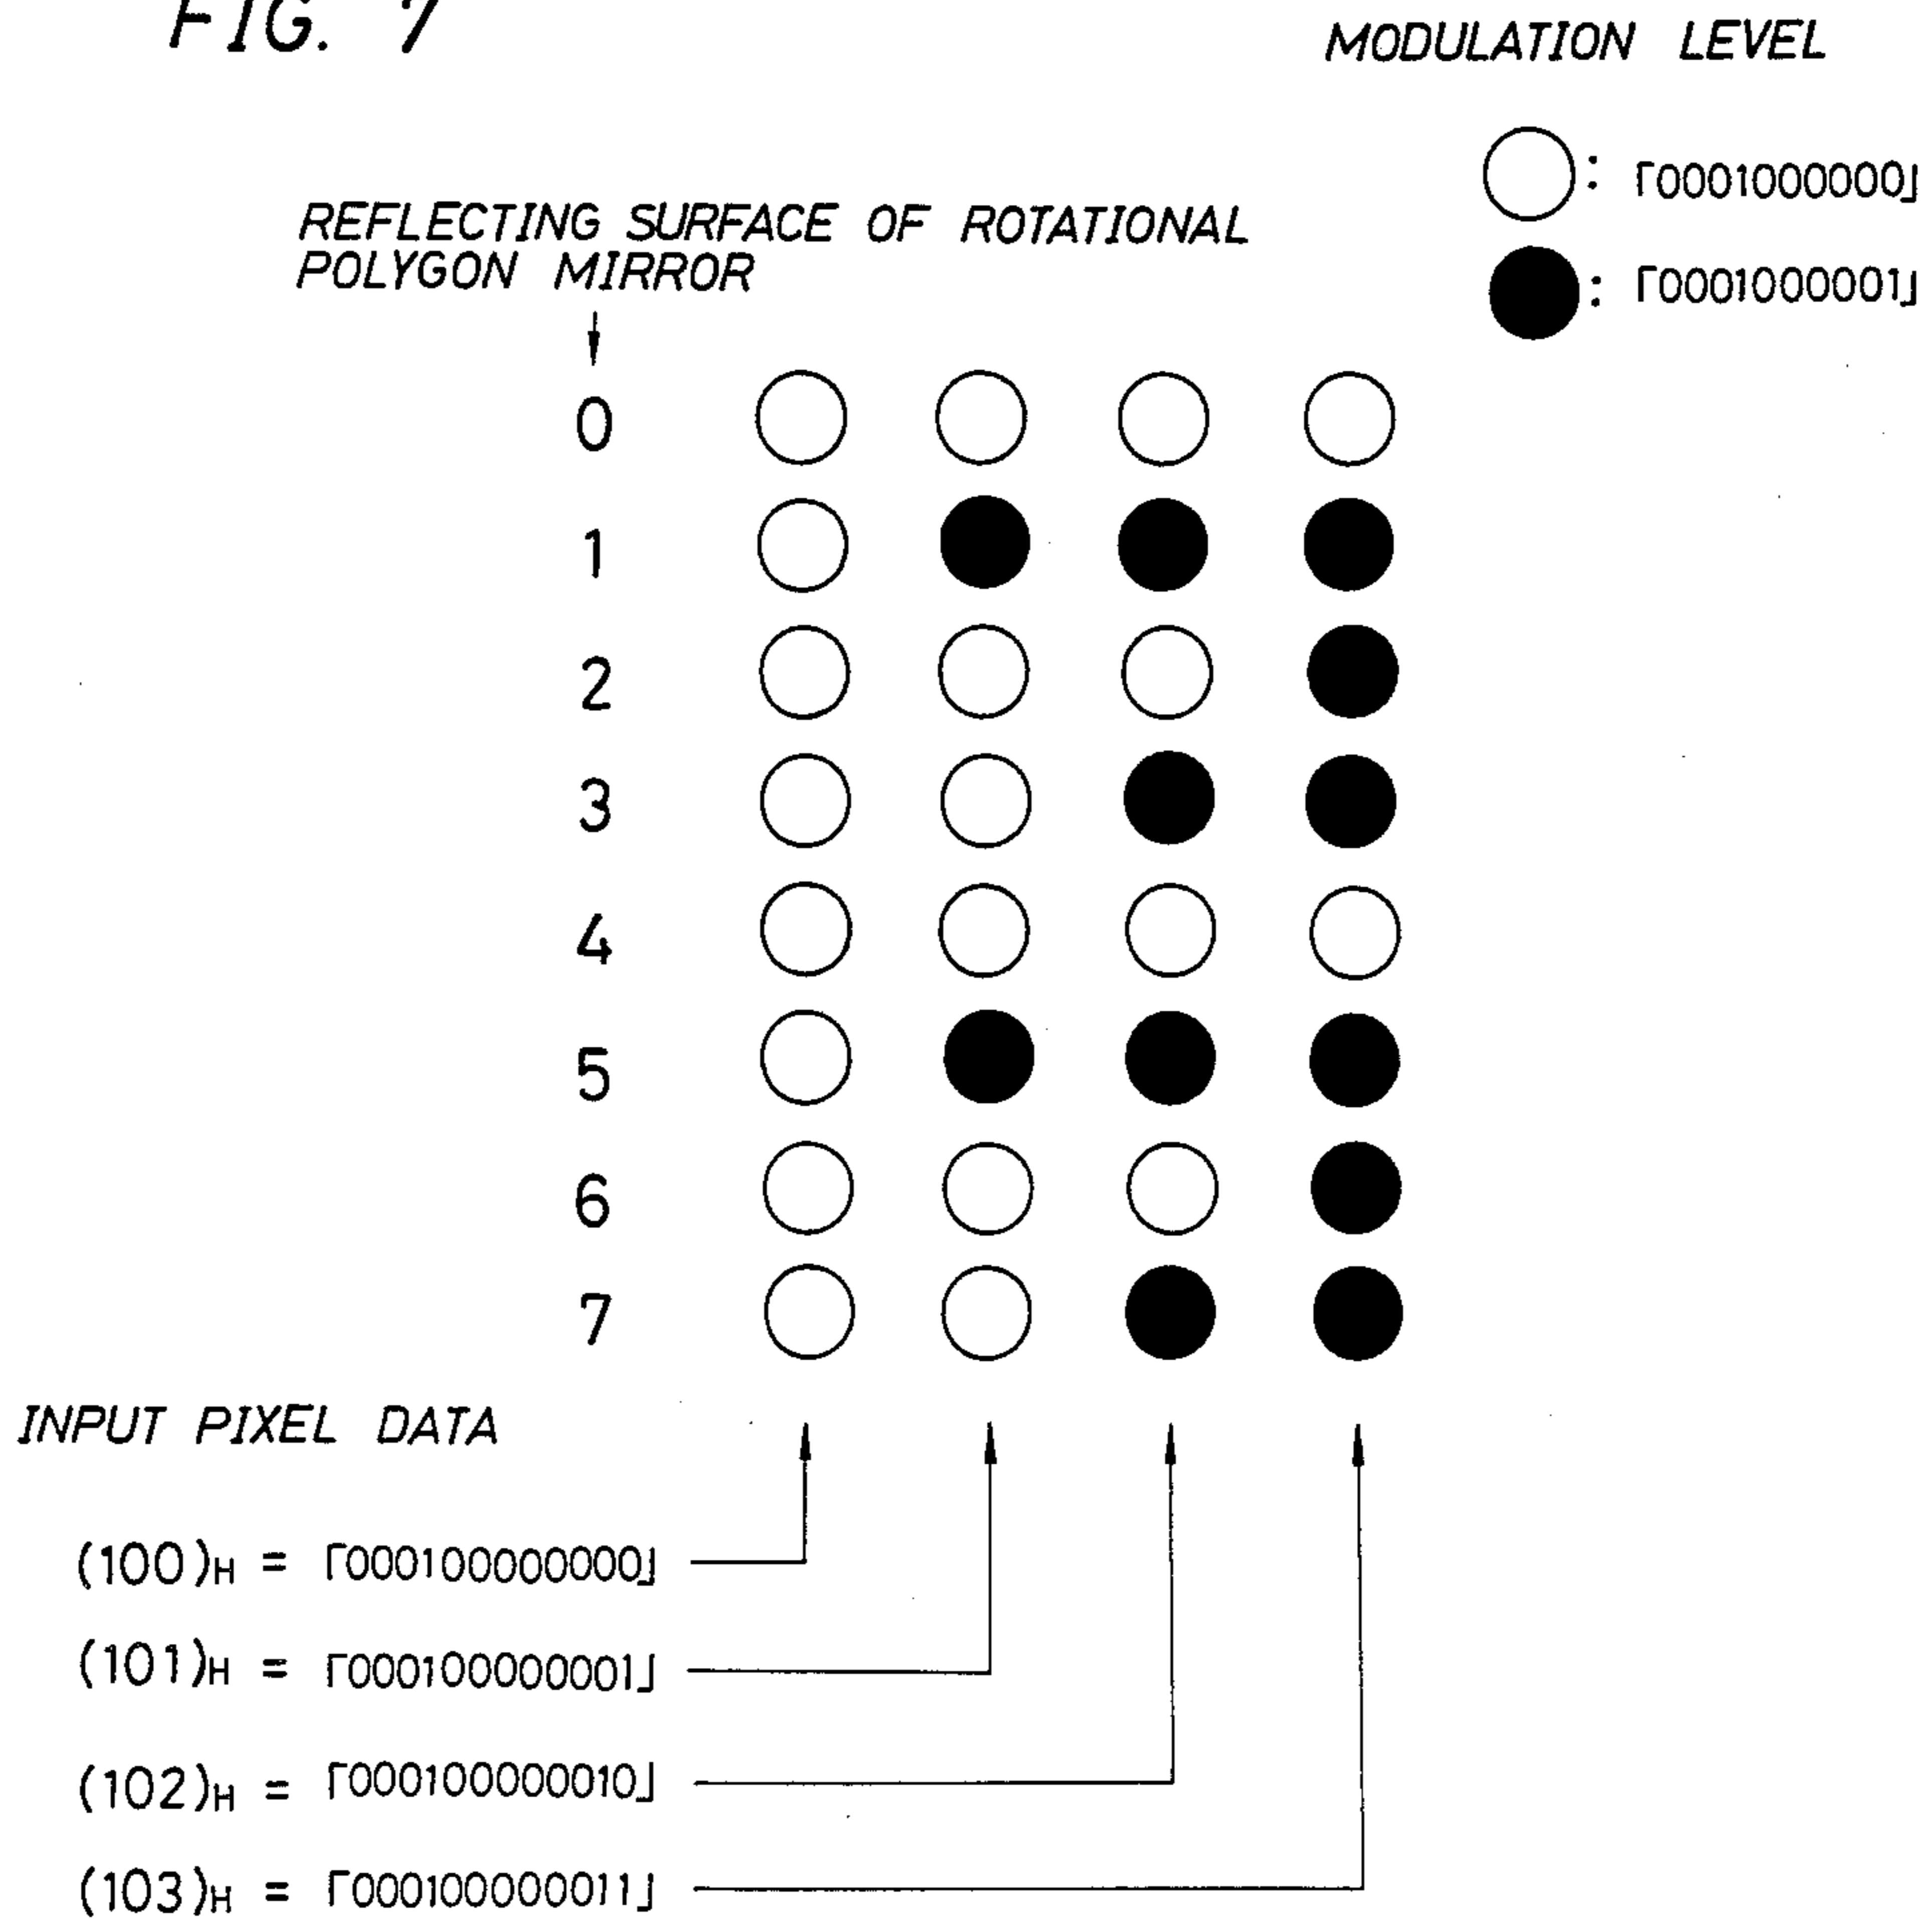 FIG. 7
MODULATION LEVEL
: ｢0001000000｣
: ｢0001000001｣
REFLECTING SURFACE OF ROTATIONAL
POLYGON MIRROR
0
1
2
3
4
5
6
7
INPUT PIXEL DATA
(100)H = ｢000100000000｣
(101)H = ｢000100000001｣
(102)H = ｢000100000010｣
(103)H = ｢000100000011｣